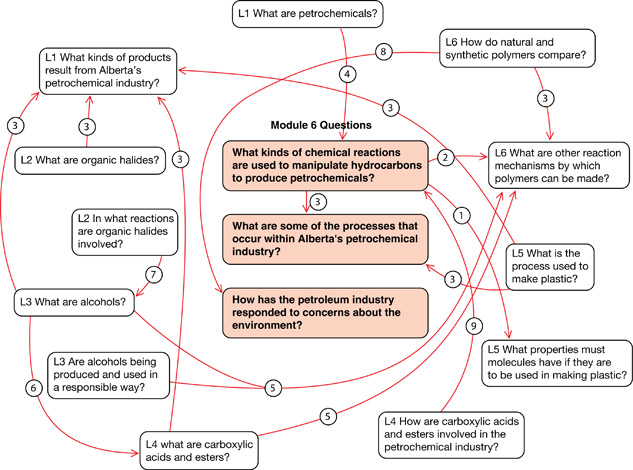 L1 What are petrochemicals?
8
L6 How do natural and
synthetic polymers compare?
L1 What kinds of products
result from Alberta's
petrochemical industry?
4
3
3
Module 6 Questions
3
3
3
What kinds of chemical reactions
are used to manipulate hydrocarbons
to produce petrochemicals?
2
L6 What are other reaction
mechanisms by which
polymers can be made?
L2 What are organic halides?
3
1
L2 In what reactions
are organic halides
involved?
What are some of the processes that
occur within Alberta's petrochemical
industry?
L5 What is the
process used to
make plastic?
3
7
L3 What are alcohols?
How has the petroleum industry
responded to concerns about the
environment?
9
L5 What properties must
molecules have if they are
to be used in making plastic?
L3 Are alcohols being
produced and used in
a responsible way?
6
5
5
L4 How are carboxylic acids
and esters involved in the
petrochemical industry?
L4 what are carboxylic
acids and esters?